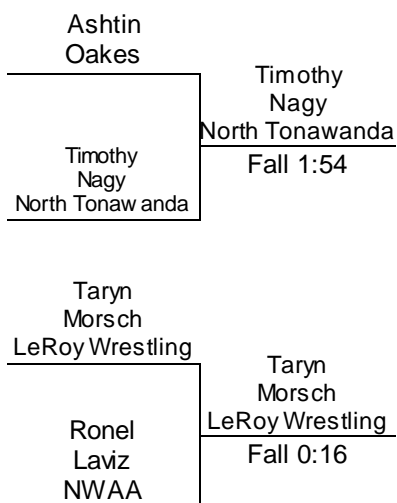 Ashtin
Oakes
Timothy
Nagy
North Tonawanda
Fall 1:54
Timothy
Nagy
North Tonawanda
Taryn
Morsch
LeRoy Wrestling
Taryn
Morsch
LeRoy Wrestling
Fall 0:16
Ronel
Laviz
NWAA